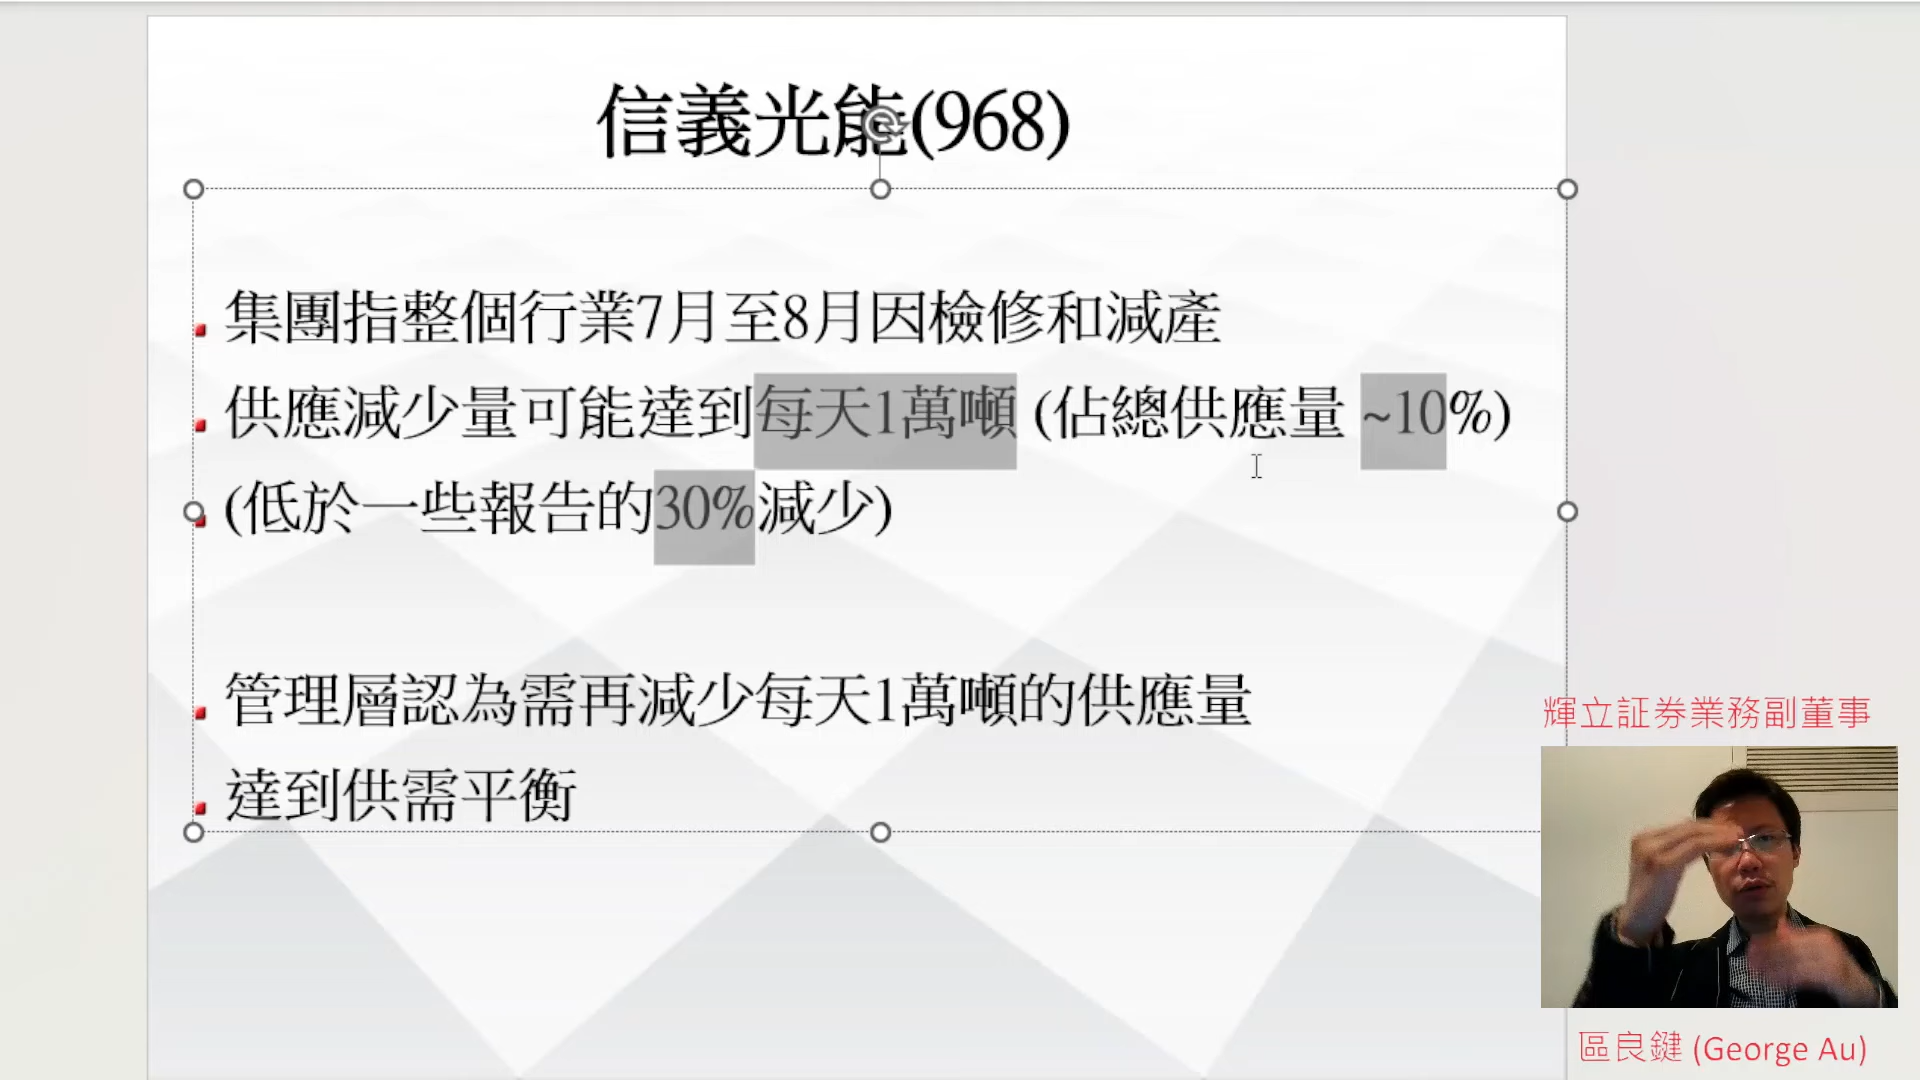 信義光能(968)
集團指整個行業7月至8月因檢修和減產
供應減少量可能達到每天1萬噸 (佔總供應量 ~10%)
(低於一些報告的30%減少)
管理層認為需再減少每天1萬噸的供應量
達到供需平衡
輝立証券業務副董事
區良鍵 (George Au)